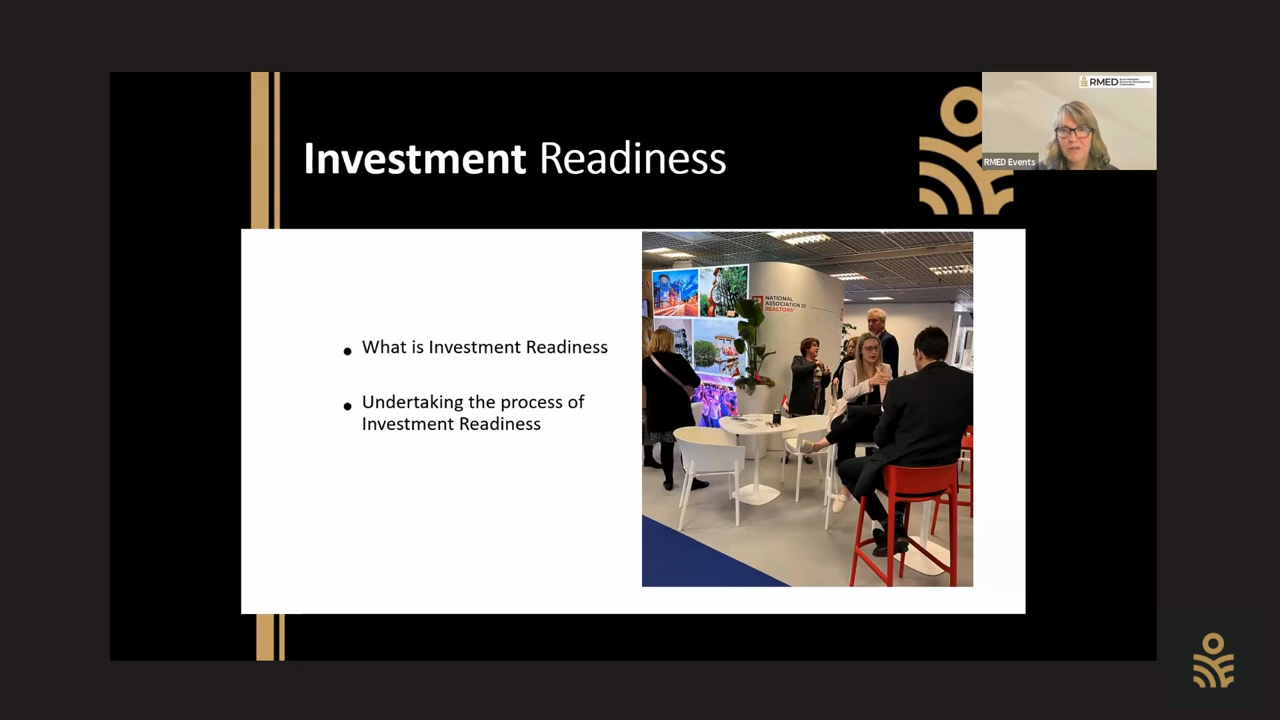 Investment Readiness
RMED
RMED Events
NATIONAL
ASSOCIATION OF
REALTORS®
• What is Investment Readiness
• Undertaking the process of
Investment Readiness